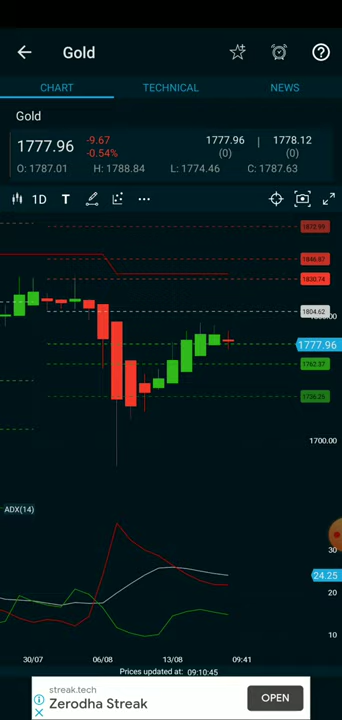 Gold
CHART TECHNICAL NEWS
Gold
1777.96 -9.67 -0.54% 1777.96 (0) | 1778.12 (0)
O: 1787.01 H: 1788.84 L: 1774.46 C: 1787.63
1D T
1872.99
1846.87
1830.74
1804.62
1777.96
1762.37
1736.25
1700.00
ADX(14)
30
24.25
20
10
30/07 06/08 13/08 09:41
Prices updated at: 09:10:45
streak.tech
Zerodha Streak
OPEN